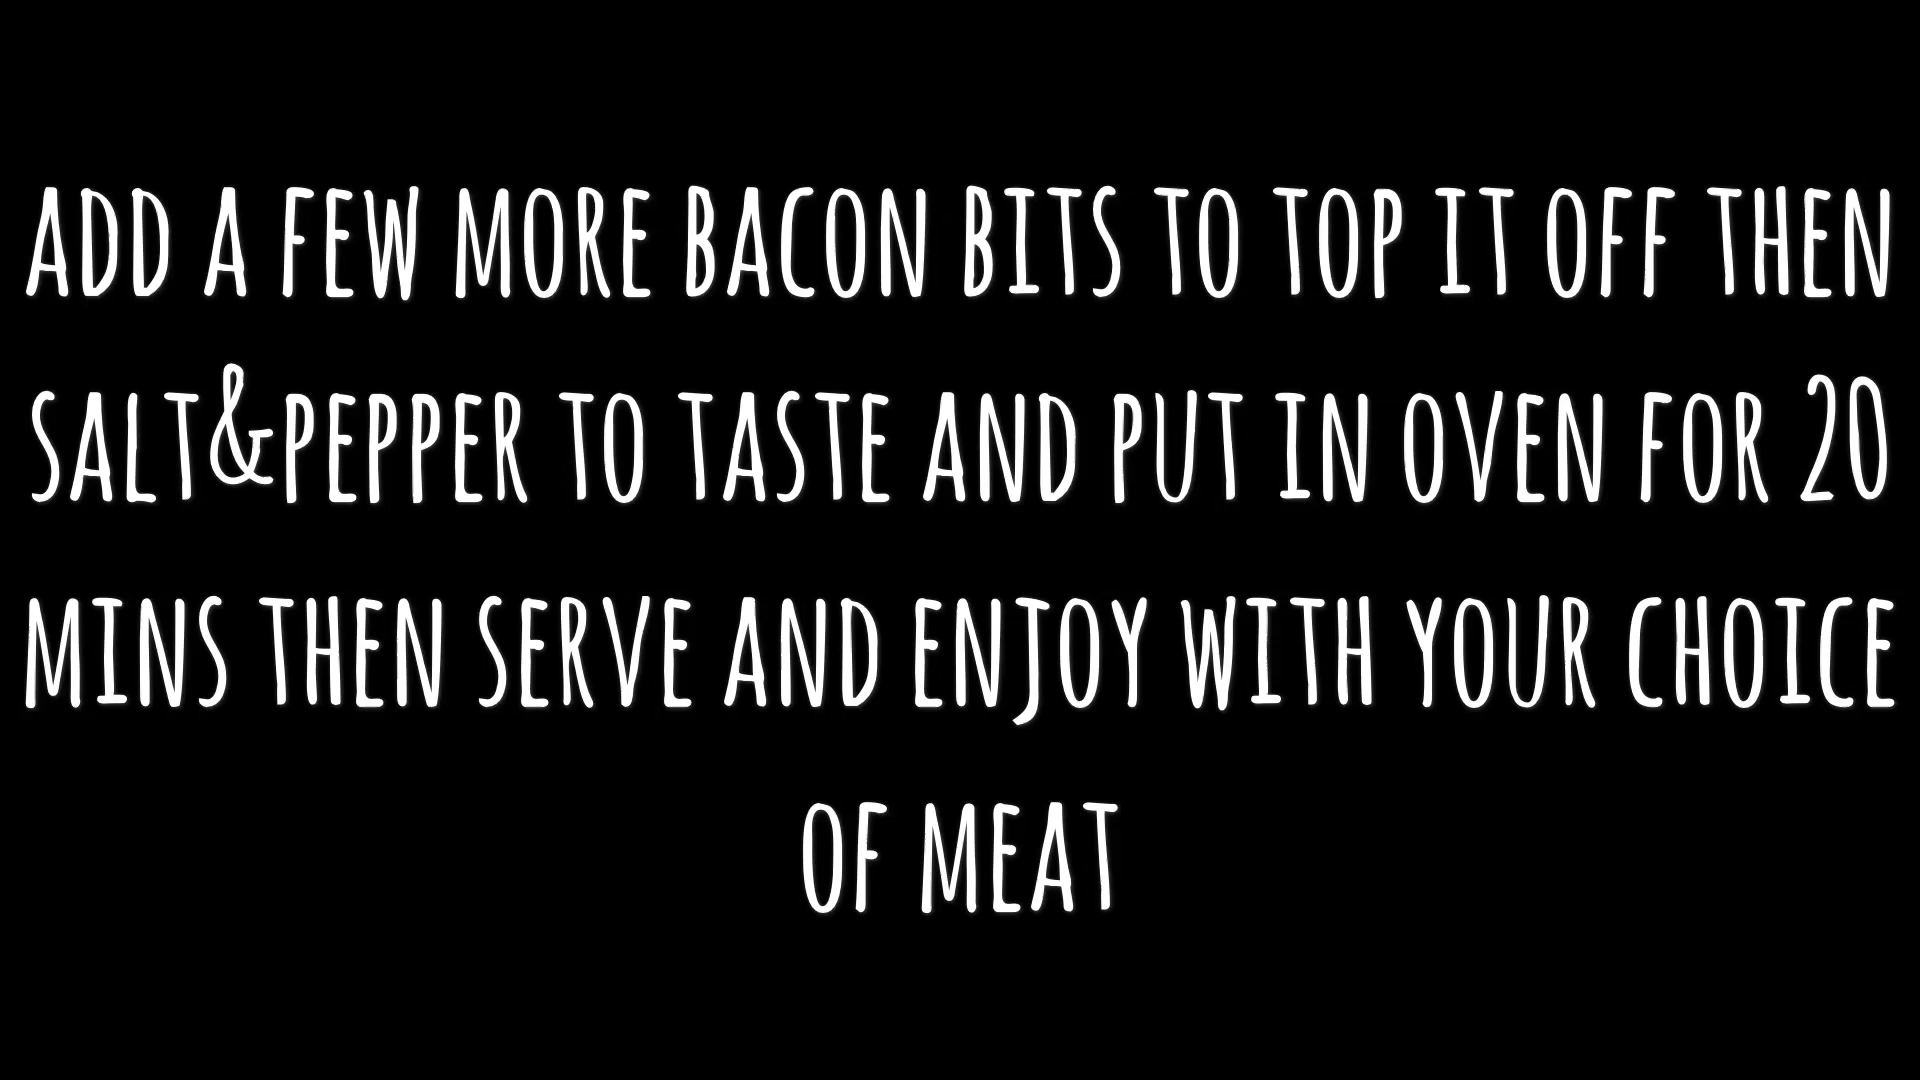 ADD A FEW MORE BACON BITS TO TOP IT OFF THEN
SALT&PEPPER TO TASTE AND PUT IN OVEN FOR 20
MINS THEN SERVE AND ENJOY WITH YOUR CHOICE
OF MEAT